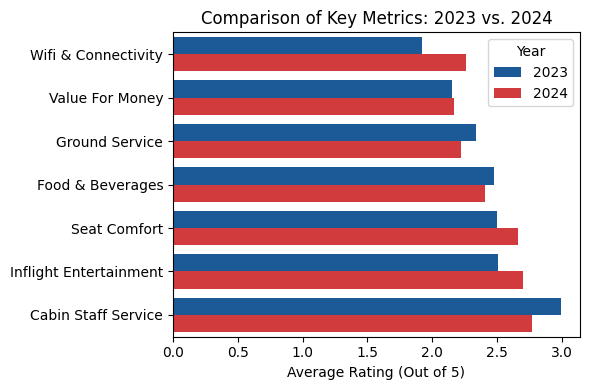 Comparison of Key Metrics: 2023 vs. 2024
Year
2023
2024
Wifi & Connectivity
Value For Money
Ground Service
Food & Beverages
Seat Comfort
Inflight Entertainment
Cabin Staff Service
0.0 0.5 1.0 1.5 2.0 2.5 3.0
Average Rating (Out of 5)